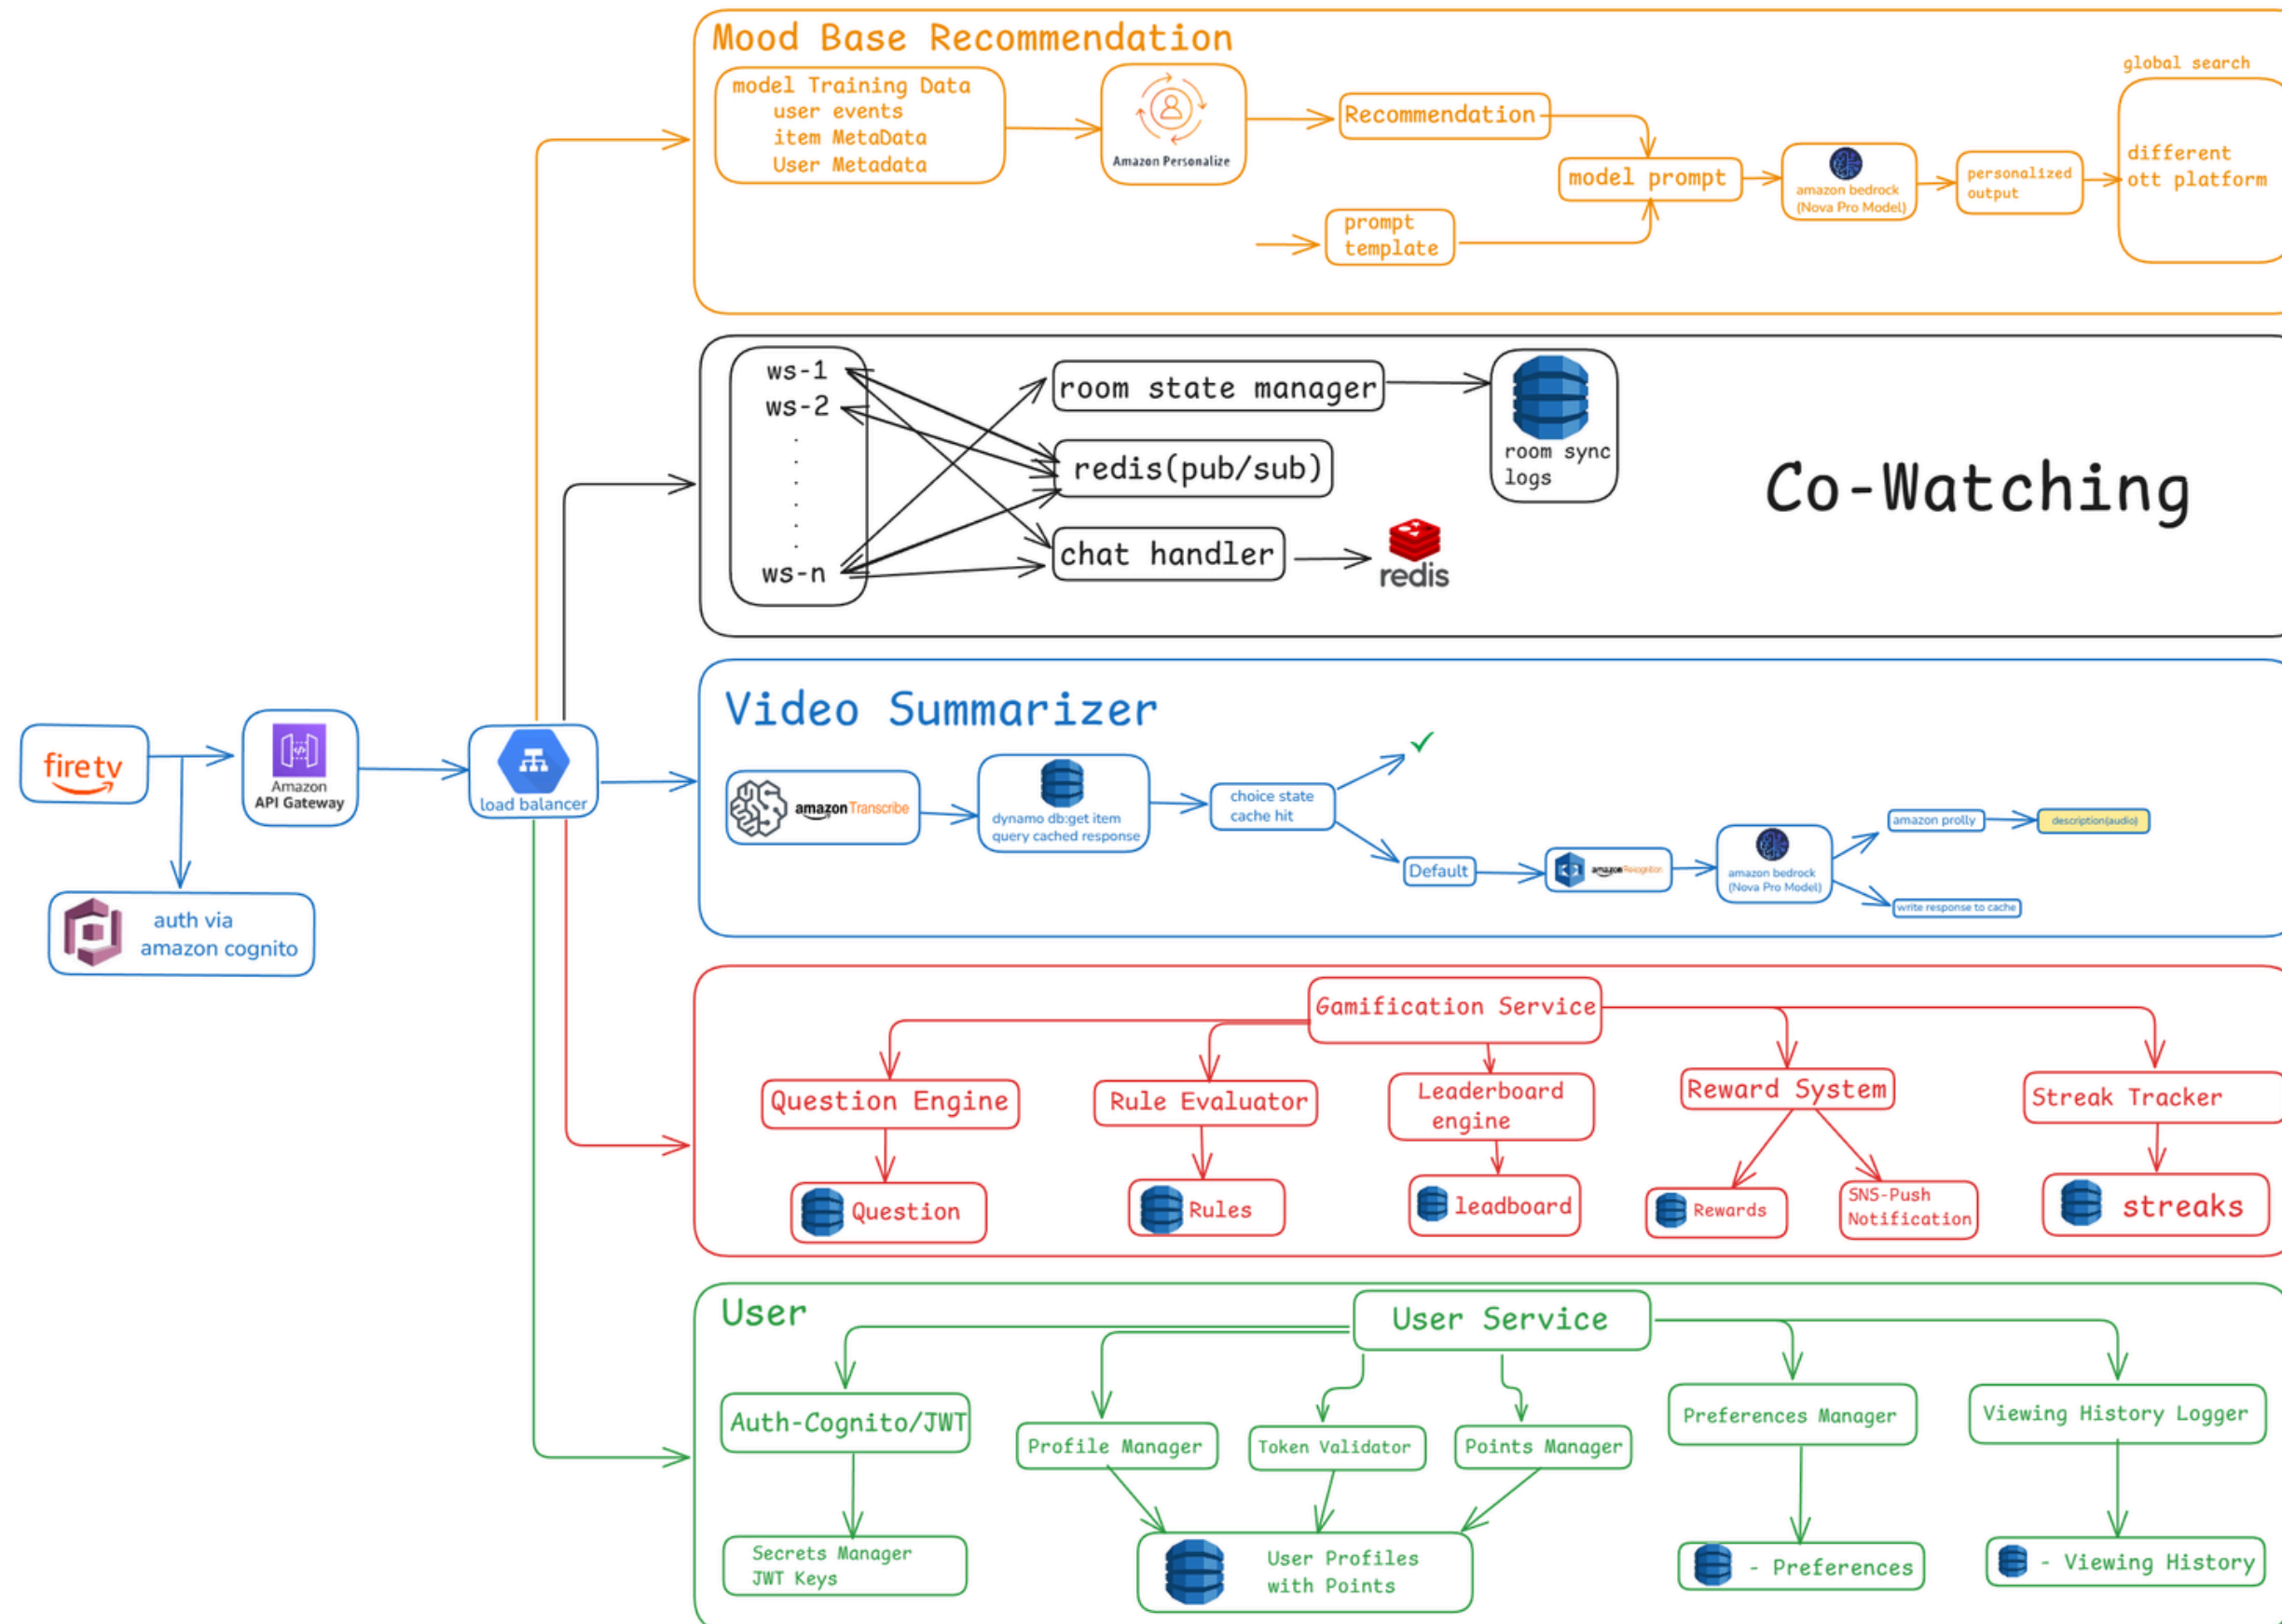 Mood Base Recommendation
model Training Data
user events
item MetaData
User Metadata
Amazon Personalize
Recommendation
prompt
template
model prompt
amazon bedrock
(Nova Pro Model)
personalized
output
global search
different
ott platform
ws-1
ws-2
.
.
.
.
.
.
ws-n
room state manager
redis(pub/sub)
chat handler
room sync
logs
redis
Co-Watching
firetv
Amazon
API Gateway
load balancer
auth via
amazon cognito
Video Summarizer
amazon Transcribe
dynamo db:get item
query cached response
choice state
cache hit
Default
amazon Rekognition
amazon bedrock
(Nova Pro Model)
amazon prolly
description(audio)
write response to cache
Gamification Service
Question Engine
Rule Evaluator
Leaderboard
engine
Reward System
Streak Tracker
Question
Rules
leadboard
Rewards
SNS-Push
Notification
streaks
User
User Service
Auth-Cognito/JWT
Profile Manager
Token Validator
Points Manager
Preferences Manager
Viewing History Logger
Secrets Manager
JWT Keys
User Profiles
with Points
- Preferences
- Viewing History